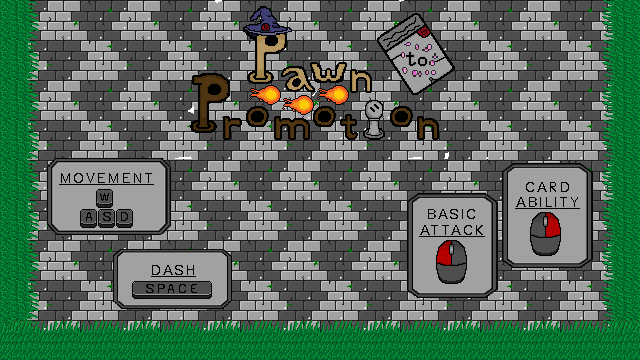 Pawn
to:
Promotion
MOVEMENT
W
A S D
DASH
SPACE
BASIC
ATTACK
CARD
ABILITY